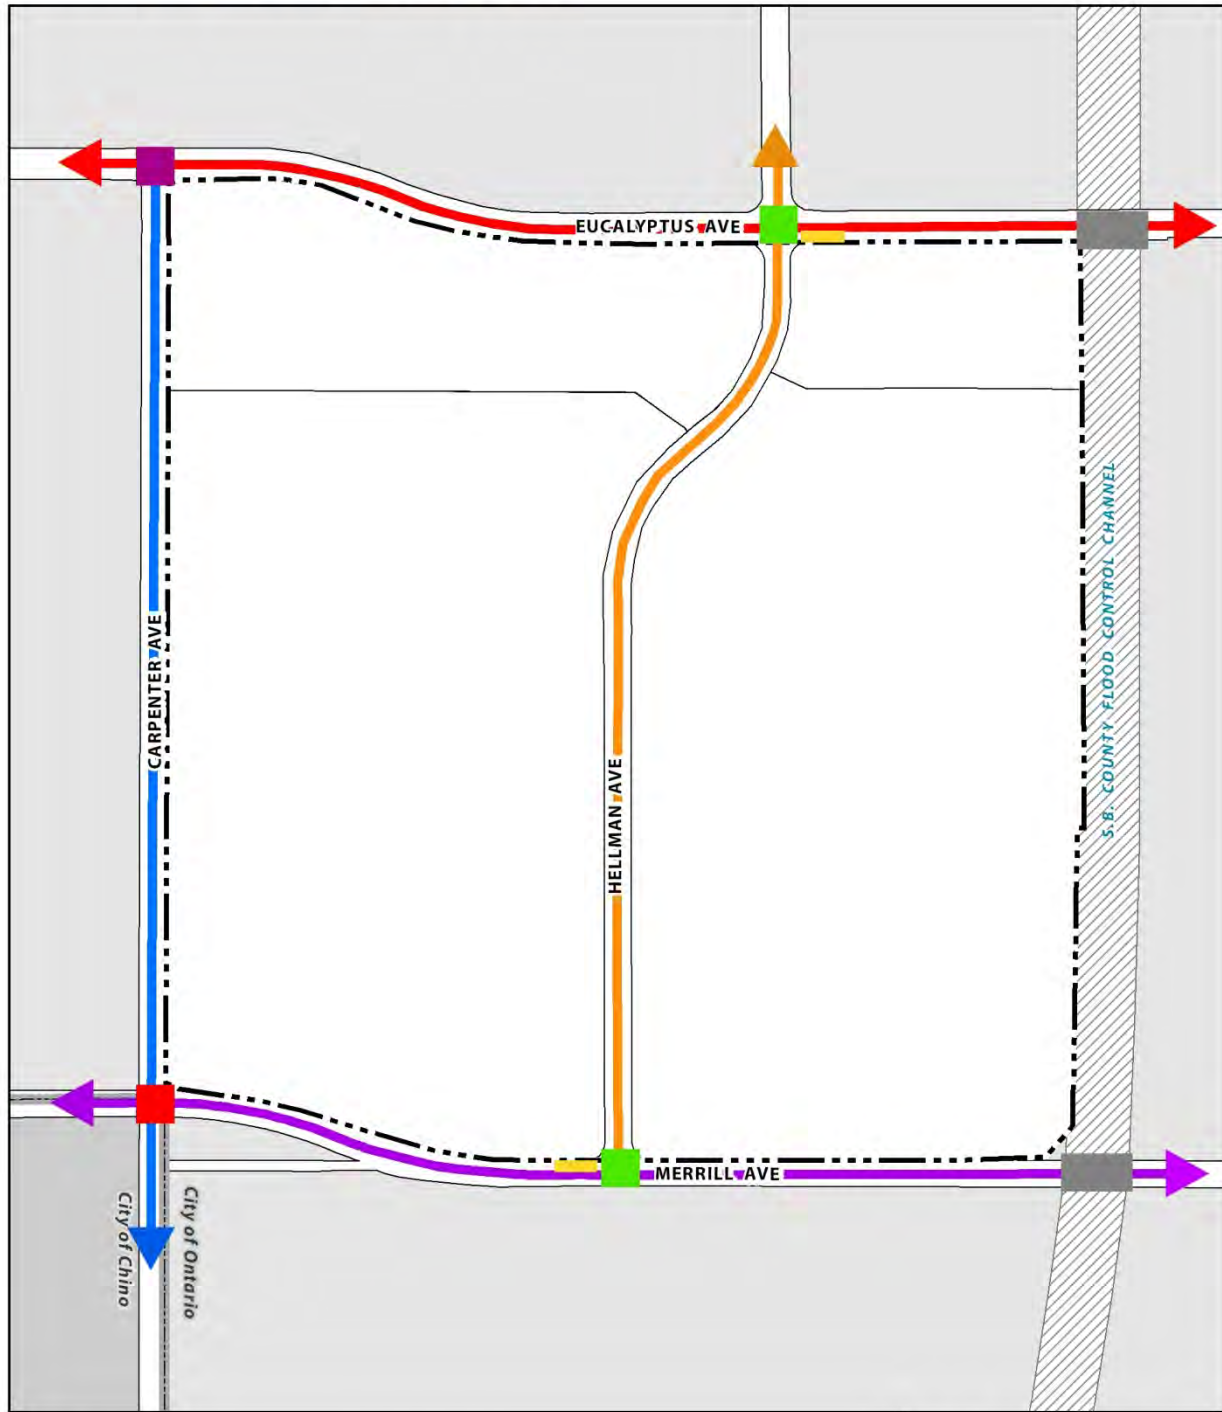 EUCALYPTUS AVE
S.B. COUNTY FLOOD CONTROL CHANNEL
CARPENTER AVE
HELLMAN AVE
MERRILL AVE
City of Chino
City of Ontario